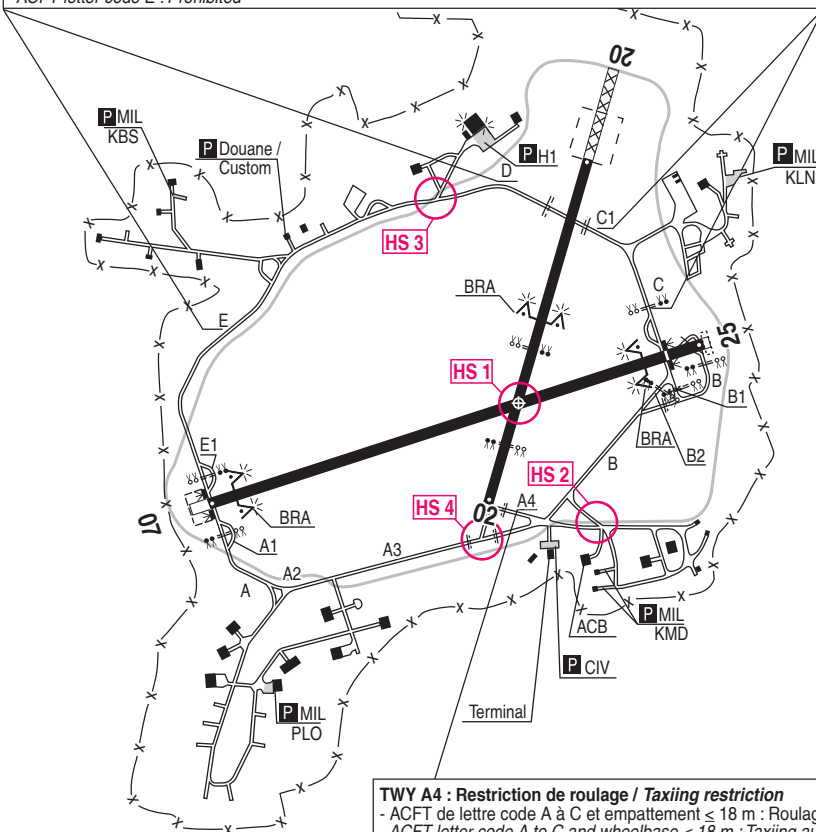 ACFT letter code E : Prohibited
20
P MIL
KBS
P Douane /
Custom
P H1
P MIL
KLN
D
C1
HS 3
BRA
C
E
25
HS 1
B
B1
BRA
B2
E1
B
HS 2
A4
HS 4
02
07
BRA
A1
A3
A2
A
ACB
P MIL
KMD
P CIV
P MIL
PLO
Terminal
TWY A4 : Restriction de roulage / Taxiing restriction
- ACFT de lettre code A à C et empattement ≤ 18 m : Roulag
ACFT letter code A to C and wheelbase < 18 m : Taxiing au